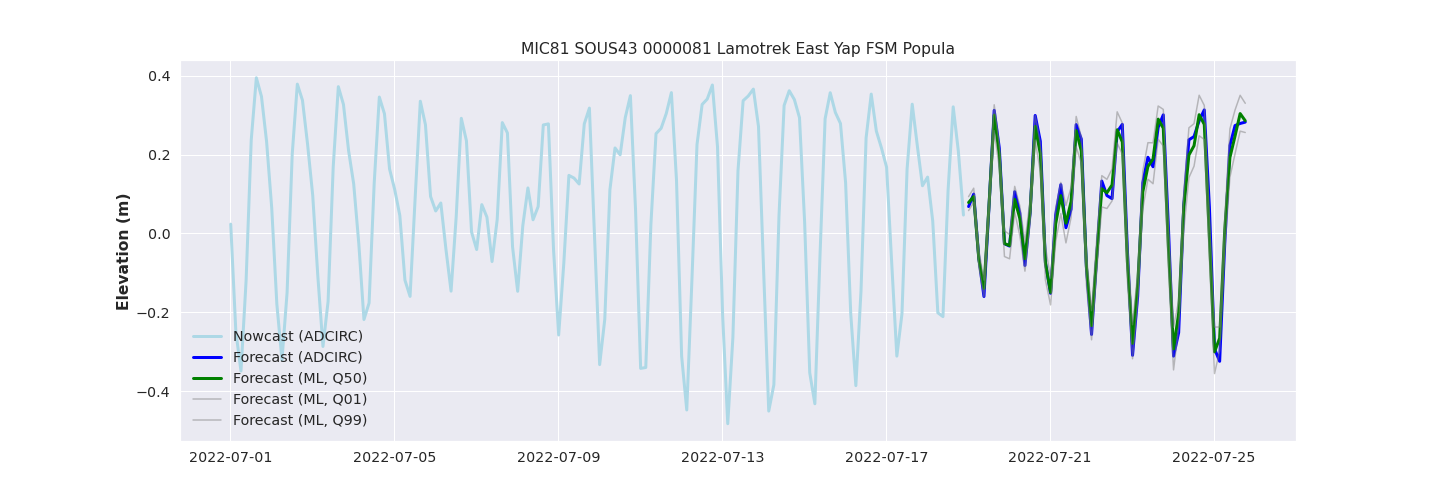 MIC81 SOUS43 0000081 Lamotrek East Yap FSM Popula
Elevation (m)
0.4
0.2
0.0
−0.2
−0.4
Nowcast (ADCIRC)
Forecast (ADCIRC)
Forecast (ML, Q50)
Forecast (ML, Q01)
Forecast (ML, Q99)
2022-07-01 2022-07-05 2022-07-09 2022-07-13 2022-07-17 2022-07-21 2022-07-25